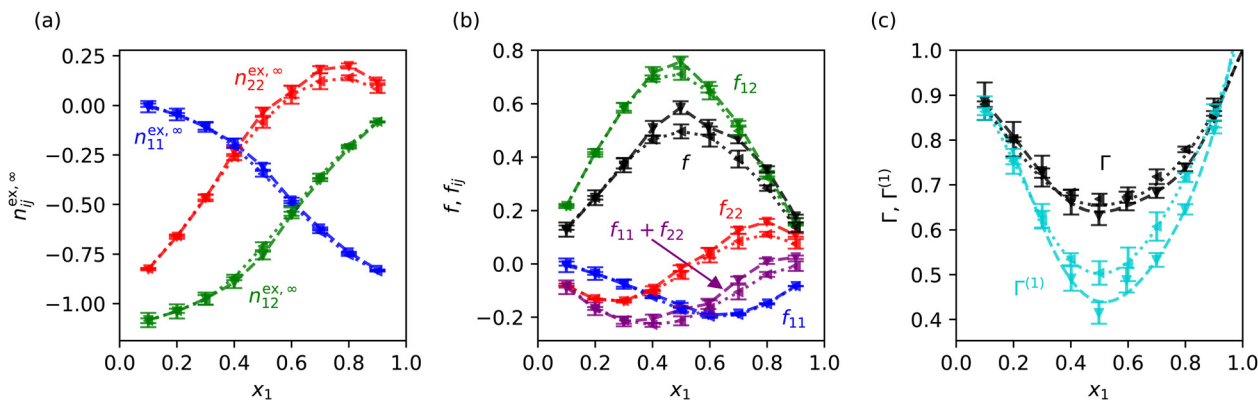 (a)
n_{ij}^{ex,∞}
0.25
0.00
−0.25
−0.50
−0.75
−1.00
n_{22}^{ex,∞}
n_{11}^{ex,∞}
n_{12}^{ex,∞}
0.0 0.2 0.4 0.6 0.8 1.0
x_1
(b)
f, f_{ij}
0.8
0.6
0.4
0.2
0.0
−0.2
f_{12}
f
f_{22}
f_{11} + f_{22}
f_{11}
0.0 0.2 0.4 0.6 0.8 1.0
x_1
(c)
Γ, Γ^{(1)}
1.0
0.9
0.8
0.7
0.6
0.5
0.4
Γ
Γ^{(1)}
0.0 0.2 0.4 0.6 0.8 1.0
x_1